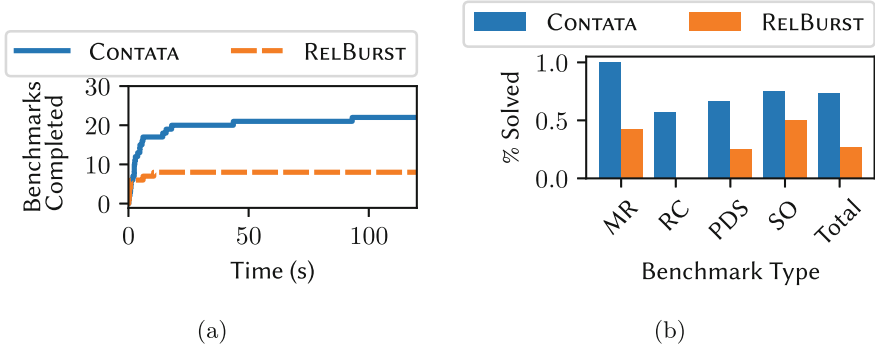 CONTATA RELBURST
30
20
10
0
Benchmarks
Completed
0 50 100
Time (s)
(a)
CONTATA RELBURST
1.0
0.5
0.0
% Solved
MR RC PDS SO Total
Benchmark Type
(b)